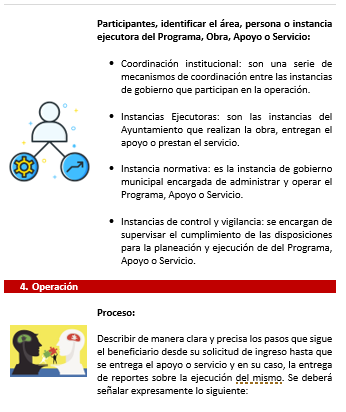 Participantes, identificar el área, persona o instancia
ejecutora del Programa, Obra, Apoyo o Servicio:
• Coordinación institucional: son una serie de
mecanismos de coordinación entre las instancias
de gobierno que participan en la operación.
• Instancias Ejecutoras: son las instancias del
Ayuntamiento que realizan la obra, entregan el
apoyo o prestan el servicio.
• Instancia normativa: es la instancia de gobierno
municipal encargada de administrar y operar el
Programa, Apoyo o Servicio.
• Instancias de control y vigilancia: se encargan de
supervisar el cumplimiento de las disposiciones
para la planeación y ejecución de del Programa,
Apoyo o Servicio.
4. Operación
Proceso:
Describir de manera clara y precisa los pasos que sigue
el beneficiario desde su solicitud de ingreso hasta que
se entrega el apoyo o servicio y en su caso, la entrega
de reportes sobre la ejecución del mismo. Se deberá
señalar expresamente lo siguiente: